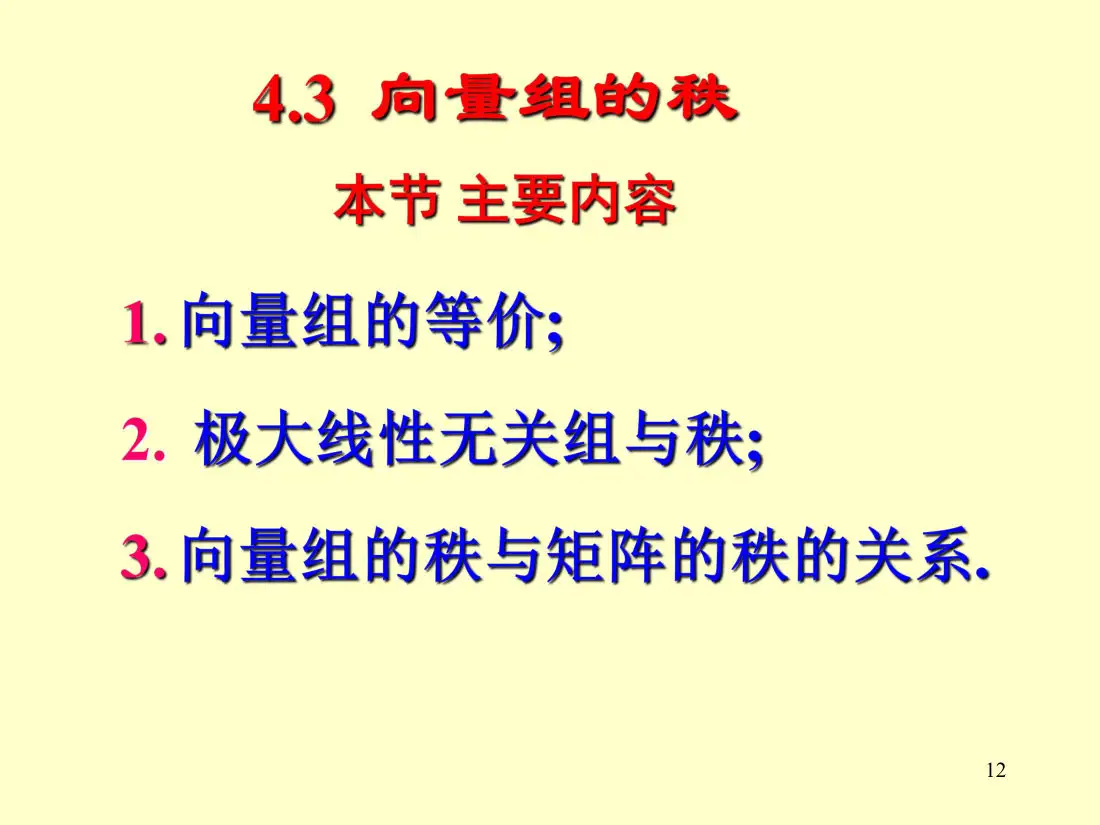 4.3 向量组的秩
本节 主要内容
1. 向量组的等价;
2. 极大线性无关组与秩;
3. 向量组的秩与矩阵的秩的关系.
12